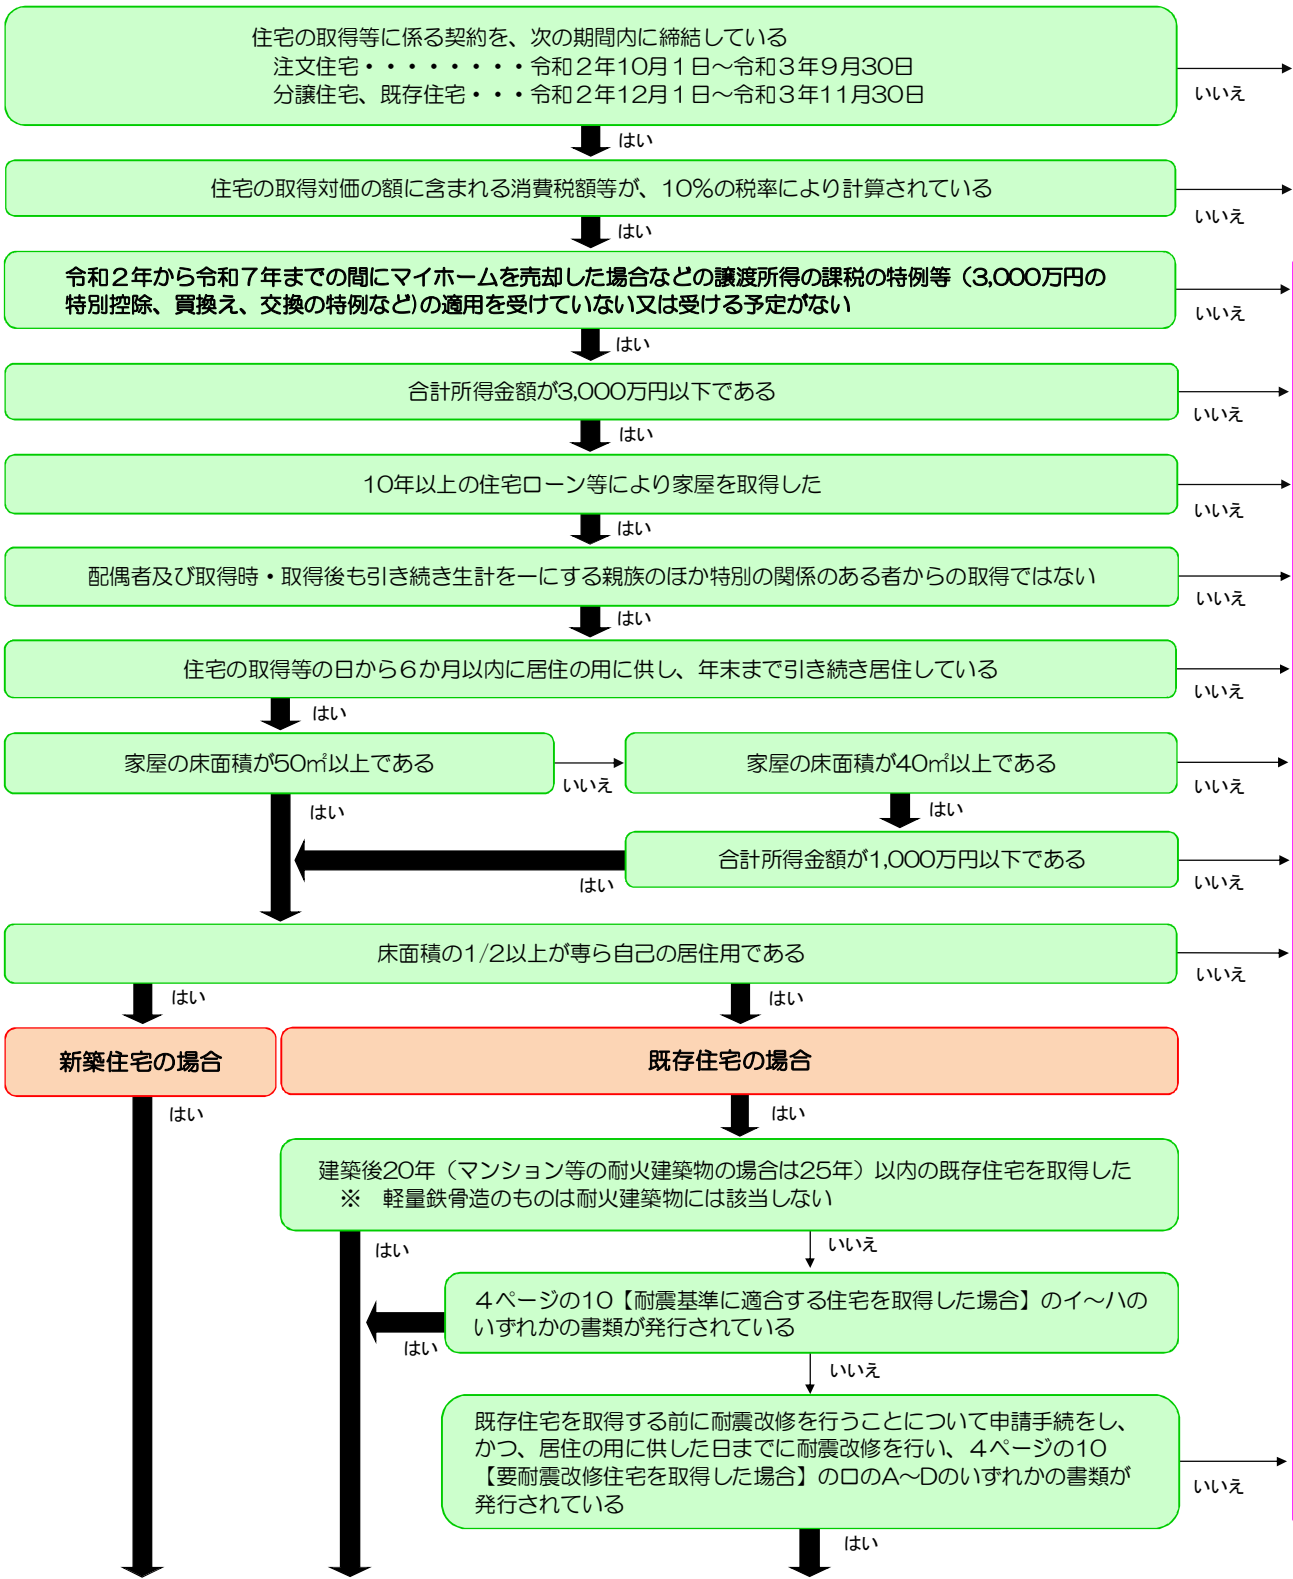 住宅の取得等に係る契約を、次の期間内に締結している
注文住宅・・・・・・・・令和2年10月1日～令和3年9月30日
分譲住宅、既存住宅・・・令和2年12月1日～令和3年11月30日
いいえ
はい
住宅の取得対価の額に含まれる消費税額等が、10%の税率により計算されている
いいえ
はい
令和2年から令和7年までの間にマイホームを売却した場合などの譲渡所得の課税の特例等（3,000万円の
特別控除、買換え、交換の特例など)の適用を受けていない又は受ける予定がない
いいえ
はい
合計所得金額が3,000万円以下である
いいえ
はい
10年以上の住宅ローン等により家屋を取得した
いいえ
はい
配偶者及び取得時・取得後も引き続き生計を一にする親族のほか特別の関係のある者からの取得ではない
いいえ
はい
住宅の取得等の日から6か月以内に居住の用に供し、年末まで引き続き居住している
いいえ
はい
家屋の床面積が50㎡以上である
いいえ
家屋の床面積が40㎡以上である
いいえ
はい
はい
合計所得金額が1,000万円以下である
はい
いいえ
床面積の1/2以上が専ら自己の居住用である
いいえ
はい
はい
新築住宅の場合
既存住宅の場合
はい
はい
建築後20年（マンション等の耐火建築物の場合は25年）以内の既存住宅を取得した
※　軽量鉄骨造のものは耐火建築物には該当しない
はい
いいえ
4ページの10【耐震基準に適合する住宅を取得した場合】のイ～ハの
いずれかの書類が発行されている
はい
いいえ
既存住宅を取得する前に耐震改修を行うことについて申請手続をし、
かつ、居住の用に供した日までに耐震改修を行い、4ページの10
【要耐震改修住宅を取得した場合】のロのA～Dのいずれかの書類が
発行されている
いいえ
はい